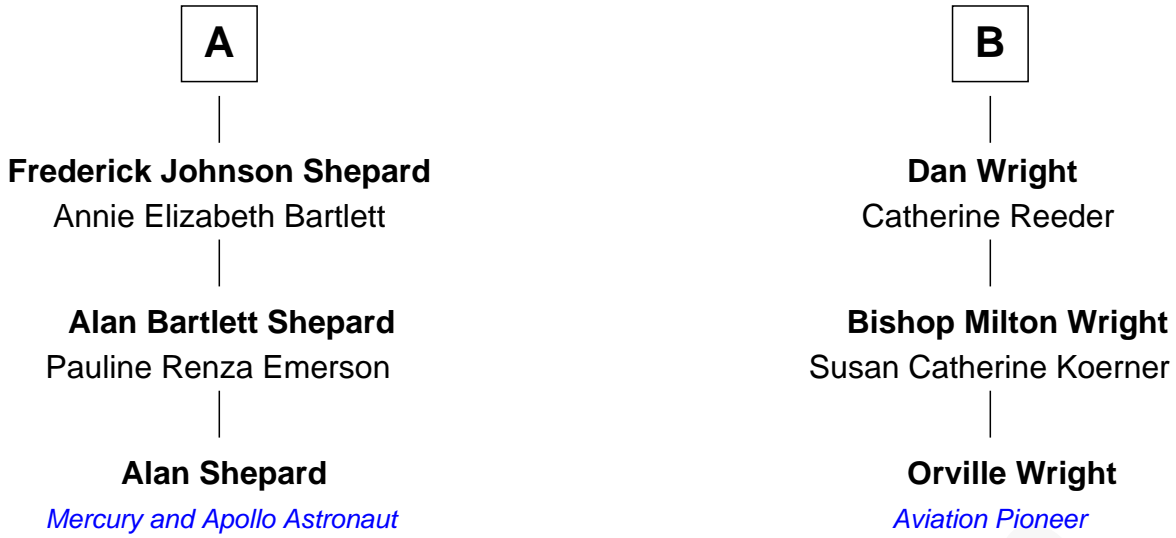 A
Frederick Johnson Shepard
Annie Elizabeth Bartlett
Alan Bartlett Shepard
Pauline Renza Emerson
Alan Shepard
Mercury and Apollo Astronaut
B
Dan Wright
Catherine Reeder
Bishop Milton Wright
Susan Catherine Koerner
Orville Wright
Aviation Pioneer